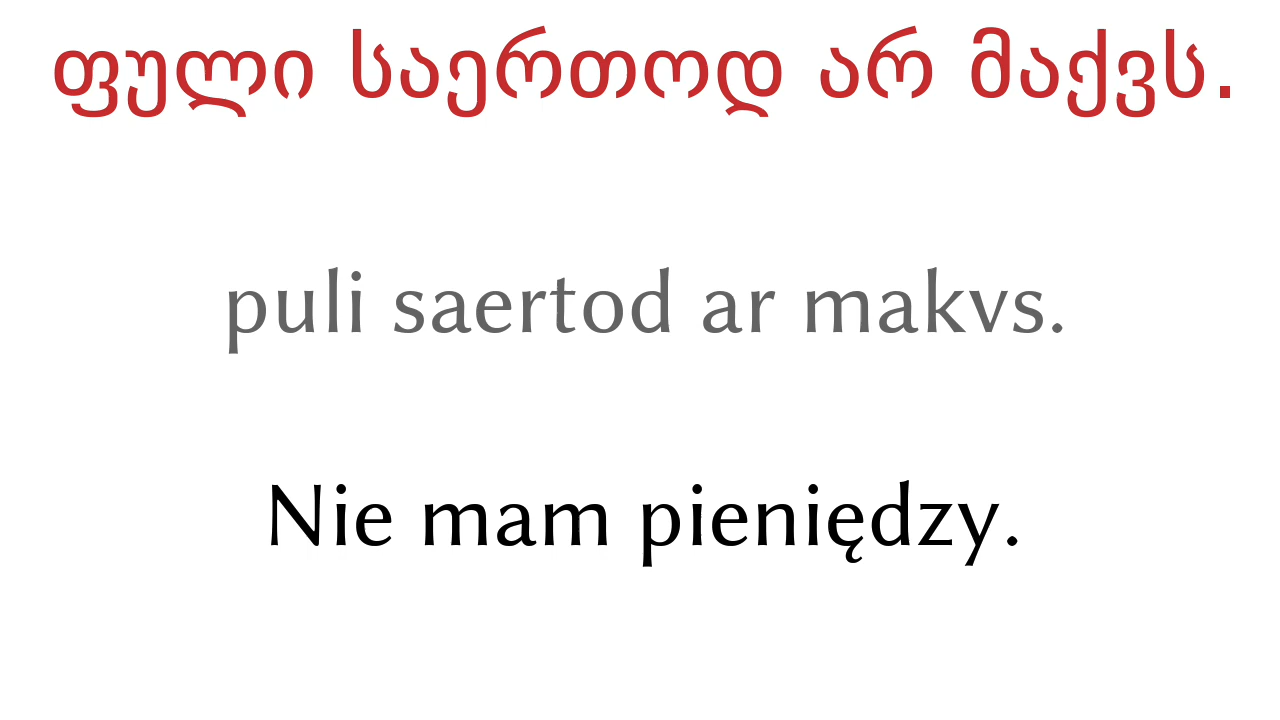 ფული საერთოდ არ მაქვს.
puli saertod ar makvs.
Nie mam pieniędzy.